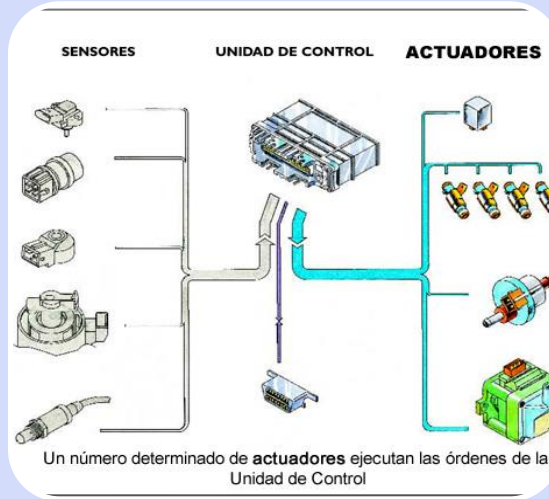 SENSORES
UNIDAD DE CONTROL
ACTUADORES
Un número determinado de actuadores ejecutan las órdenes de la
Unidad de Control